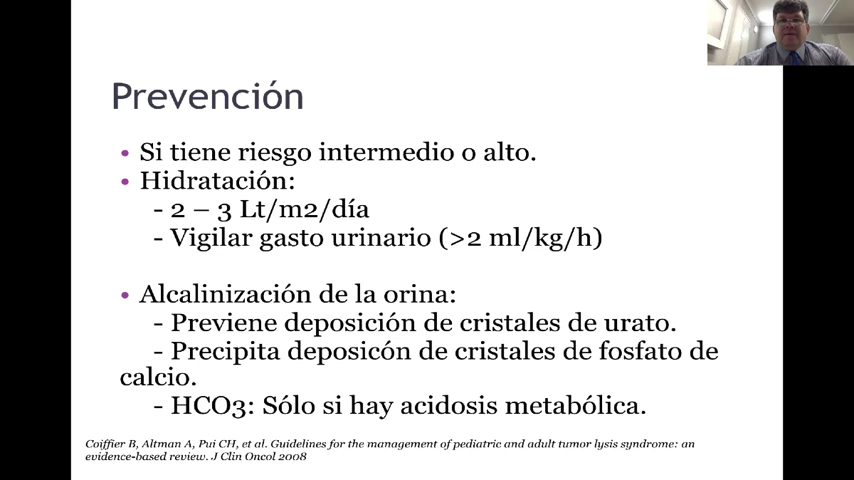 Prevención
• Si tiene riesgo intermedio o alto.
• Hidratación:
- 2 – 3 Lt/m2/día
- Vigilar gasto urinario (>2 ml/kg/h)
• Alcalinización de la orina:
- Previene deposición de cristales de urato.
- Precipita deposicón de cristales de fosfato de
calcio.
- HCO3: Sólo si hay acidosis metabólica.
Coiffier B, Altman A, Pui CH, et al. Guidelines for the management of pediatric and adult tumor lysis syndrome: an
evidence-based review. J Clin Oncol 2008